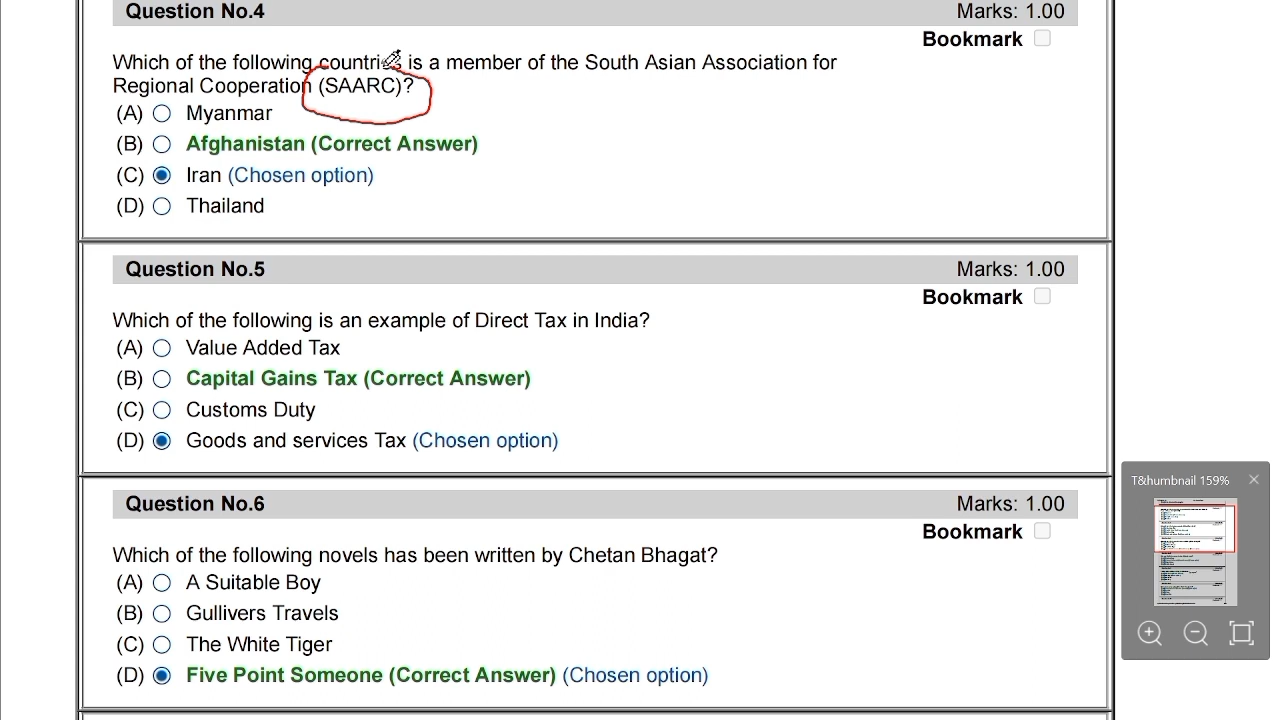 Question No.4 Marks: 1.00
Bookmark
Which of the following countries is a member of the South Asian Association for
Regional Cooperation (SAARC)?
(A) Myanmar
(B) Afghanistan (Correct Answer)
(C) Iran (Chosen option)
(D) Thailand
Question No.5 Marks: 1.00
Bookmark
Which of the following is an example of Direct Tax in India?
(A) Value Added Tax
(B) Capital Gains Tax (Correct Answer)
(C) Customs Duty
(D) Goods and services Tax (Chosen option)
Question No.6 Marks: 1.00
Bookmark
Which of the following novels has been written by Chetan Bhagat?
(A) A Suitable Boy
(B) Gullivers Travels
(C) The White Tiger
(D) Five Point Someone (Correct Answer) (Chosen option)
T&humbnail 159%